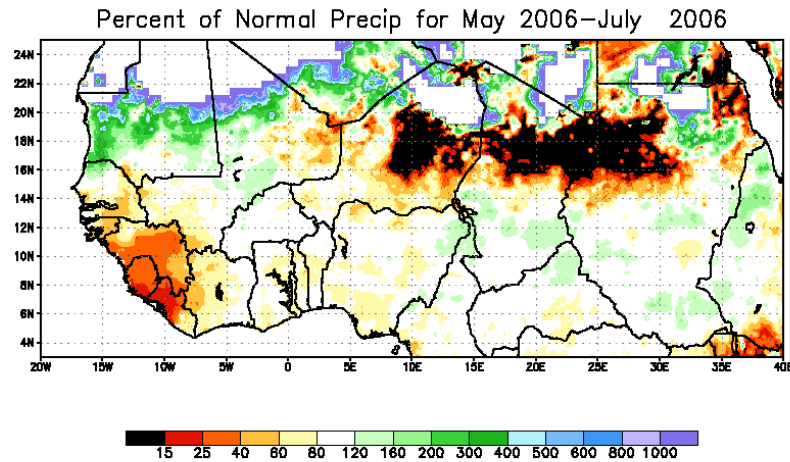 Percent of Normal Precip for May 2006–July 2006
24N
22N
20N
18N
16N
14N
12N
10N
8N
6N
4N
20W 15W 10W 5W 0 5E 10E 15E 20E 25E 30E 35E 40E
15 25 40 60 80 120 160 200 300 400 500 600 800 1000